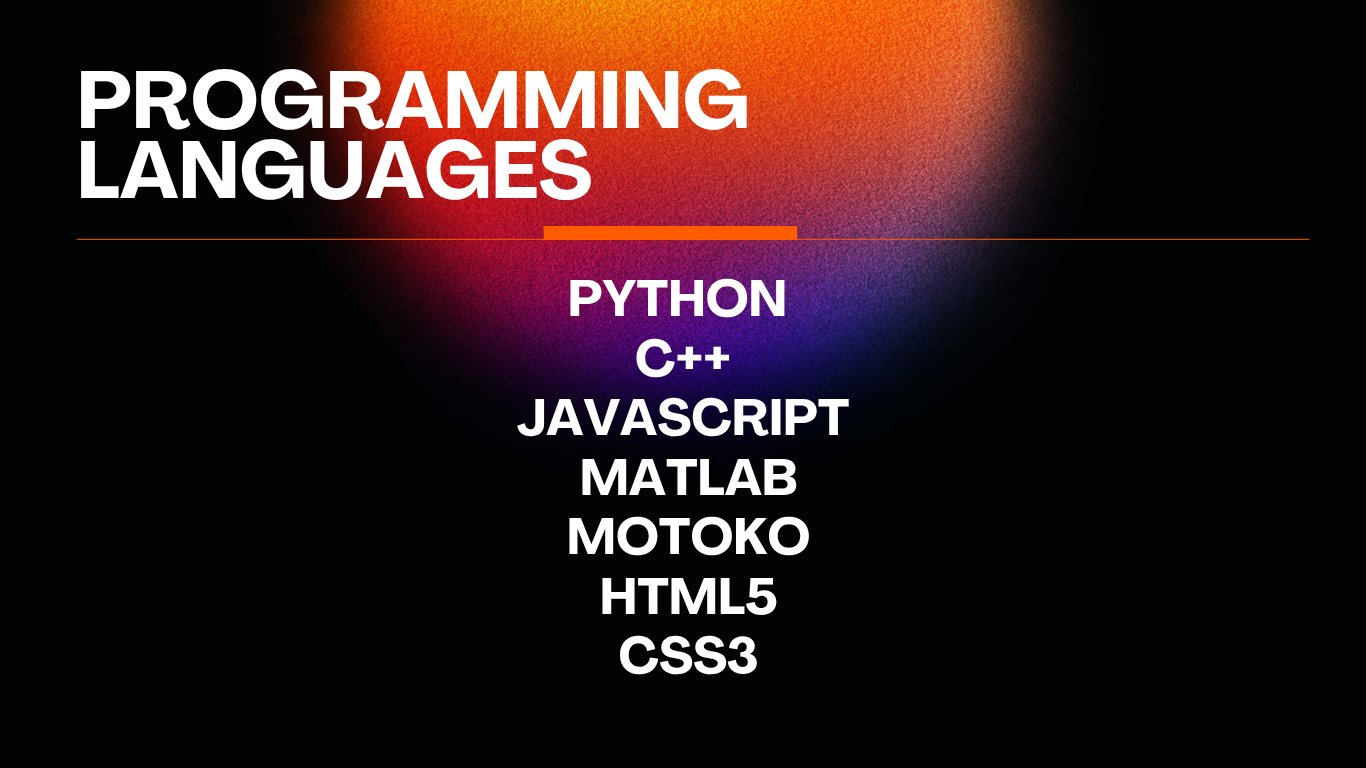 PROGRAMMING
LANGUAGES
PYTHON
C++
JAVASCRIPT
MATLAB
MOTOKO
HTML5
CSS3